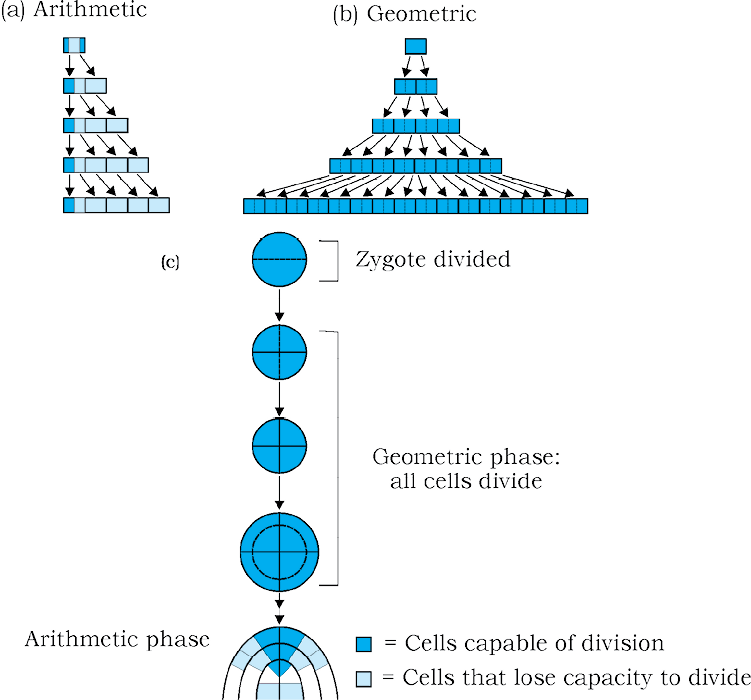 (a) Arithmetic
(b) Geometric
(c)
Zygote divided
Geometric phase:
all cells divide
Arithmetic phase
= Cells capable of division
= Cells that lose capacity to divide